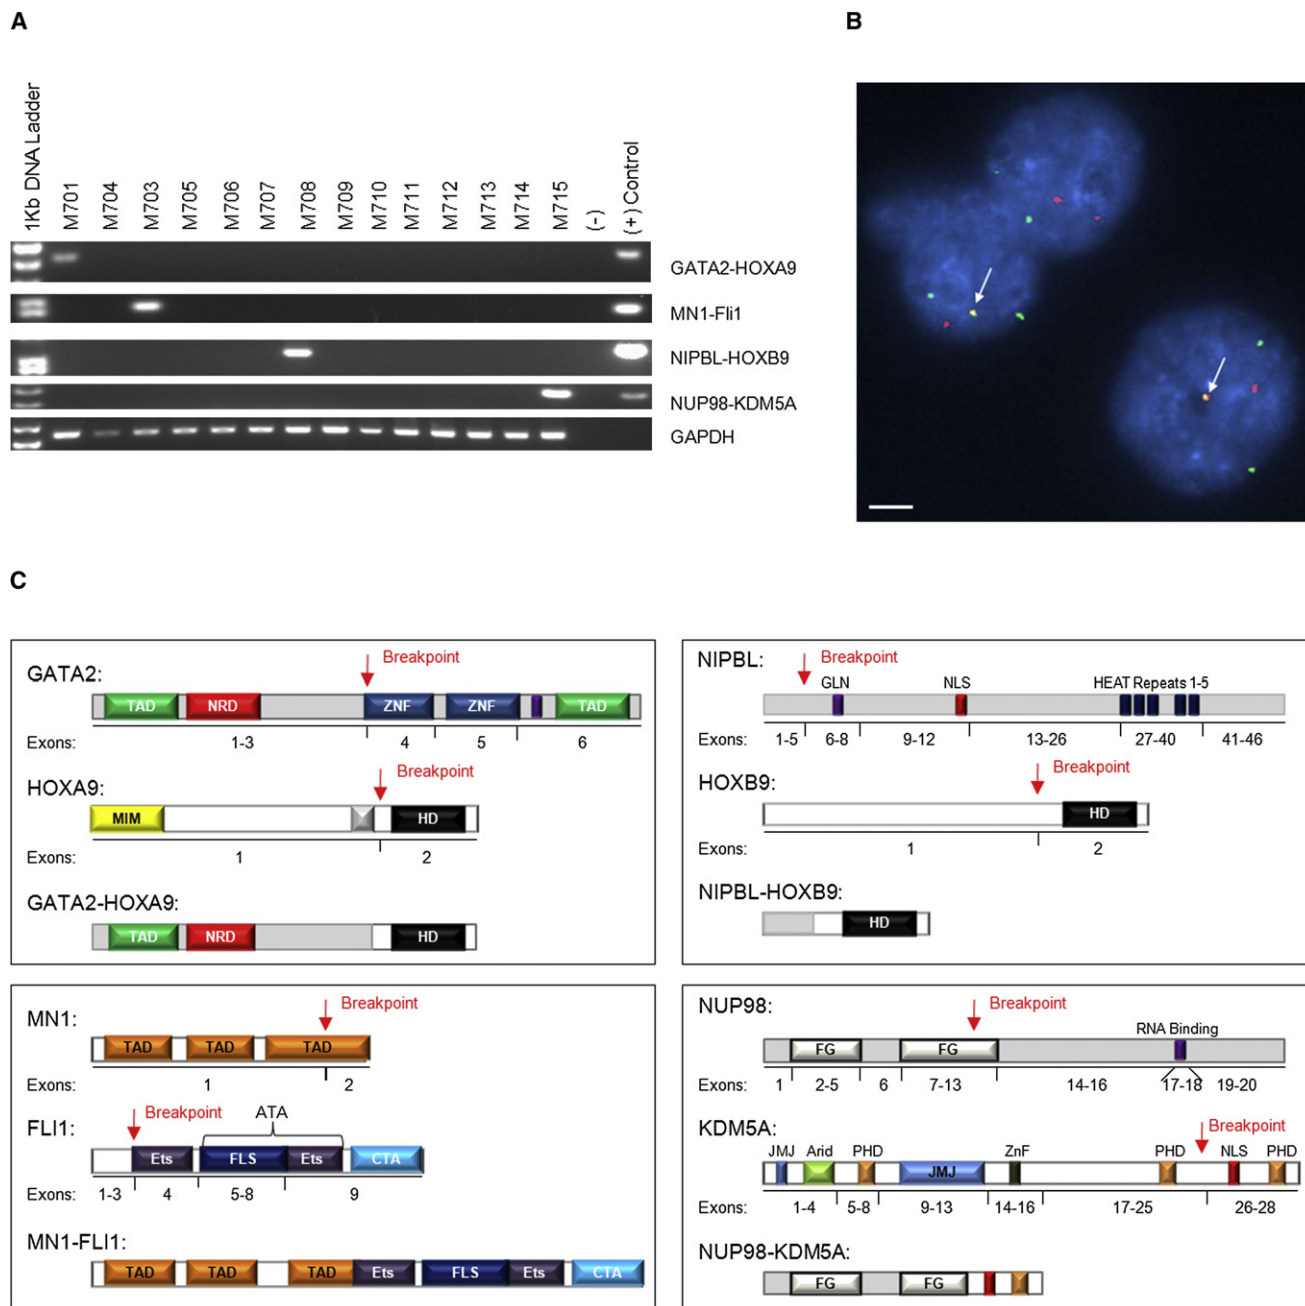 A
B
1Kb DNA Ladder
M701
M704
M703
M705
M706
M707
M708
M709
M710
M711
M712
M713
M714
M715
(-)
(+) Control
GATA2-HOXA9
MN1-Fli1
NIPBL-HOXB9
NUP98-KDM5A
GAPDH
C
GATA2:
Breakpoint
TAD NRD ZNF ZNF TAD
Exons: 1-3 4 5 6
HOXA9:
Breakpoint
MIM HD
Exons: 1 2
GATA2-HOXA9:
TAD NRD HD
NIPBL:
Breakpoint
GLN NLS HEAT Repeats 1-5
Exons: 1-5 6-8 9-12 13-26 27-40 41-46
HOXB9:
Breakpoint
HD
Exons: 1 2
NIPBL-HOXB9:
HD
MN1:
Breakpoint
TAD TAD TAD
Exons: 1 2
FLI1:
Breakpoint
ATA
Ets FLS Ets CTA
Exons: 1-3 4 5-8 9
MN1-FLI1:
TAD TAD TAD Ets FLS Ets CTA
NUP98:
Breakpoint
RNA Binding
FG FG
Exons: 1 2-5 6 7-13 14-16 17-18 19-20
KDM5A:
Breakpoint
JMJ Arid PHD ZnF PHD NLS PHD
JMJ
Exons: 1-4 5-8 9-13 14-16 17-25 26-28
NUP98-KDM5A:
FG FG